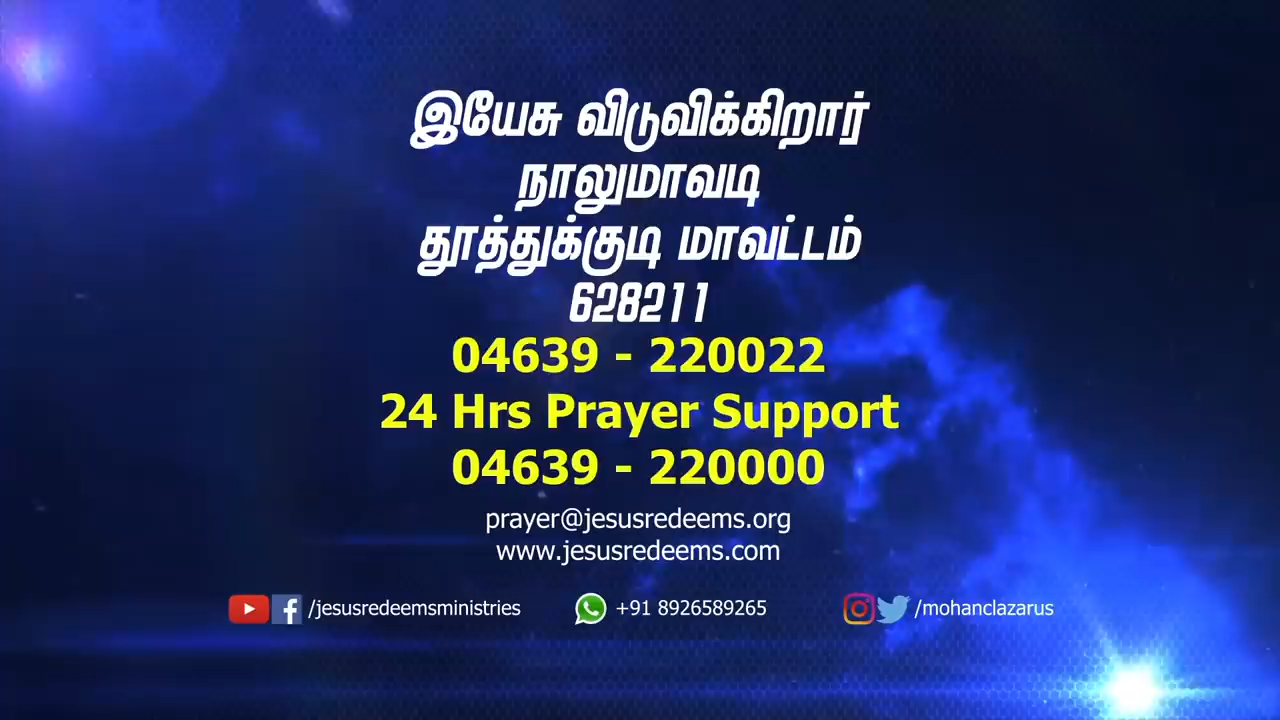 இயேசு விடுவிக்கிறார்
நாலுமாவடி
தூத்துக்குடி மாவட்டம்
628211
04639 - 220022
24 Hrs Prayer Support
04639 - 220000
prayer@jesusredeems.org
www.jesusredeems.com
/jesusredeemsministries +91 8926589265 /mohanclazarus